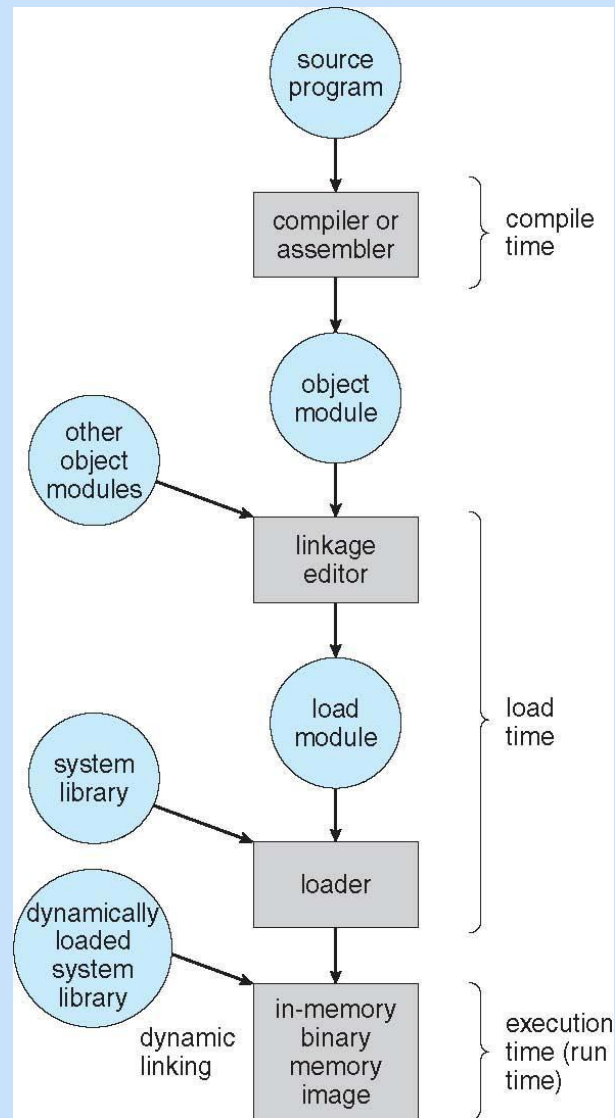 source
program
compiler or
assembler
compile
time
object
module
other
object
modules
linkage
editor
load
module
load
time
system
library
loader
dynamically
loaded
system
library
dynamic
linking
in-memory
binary
memory
image
execution
time (run
time)